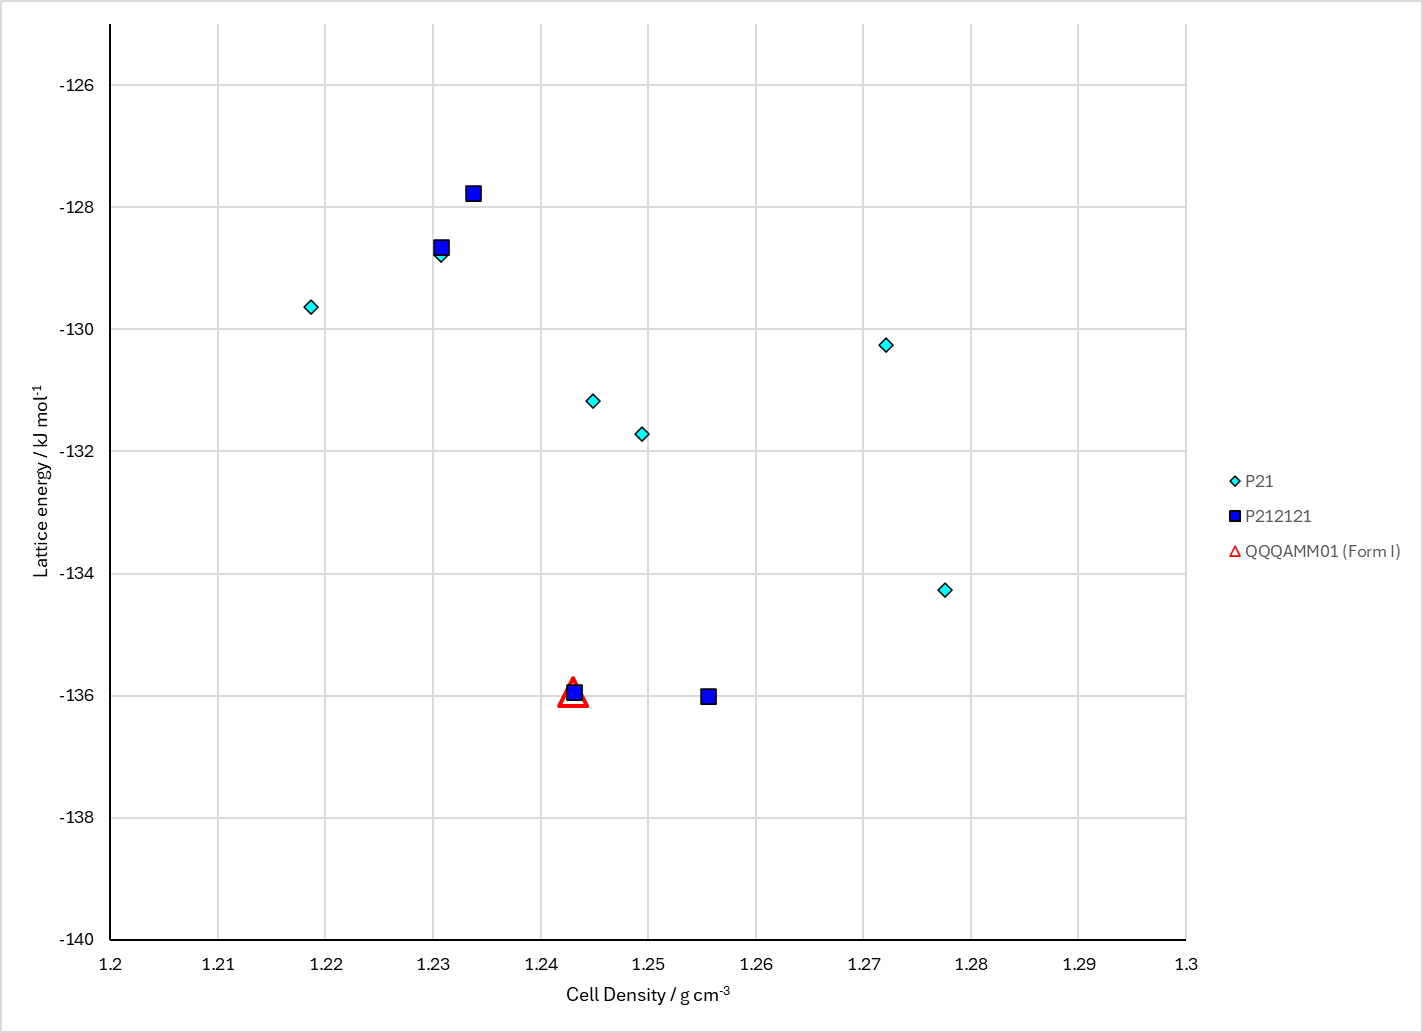 -126
-128
-130
-132
-134
-136
-138
-140
1.2 1.21 1.22 1.23 1.24 1.25 1.26 1.27 1.28 1.29 1.3
Cell Density / g cm-3
Lattice energy / kJ mol-1
P21
P212121
QQQAMM01 (Form I)